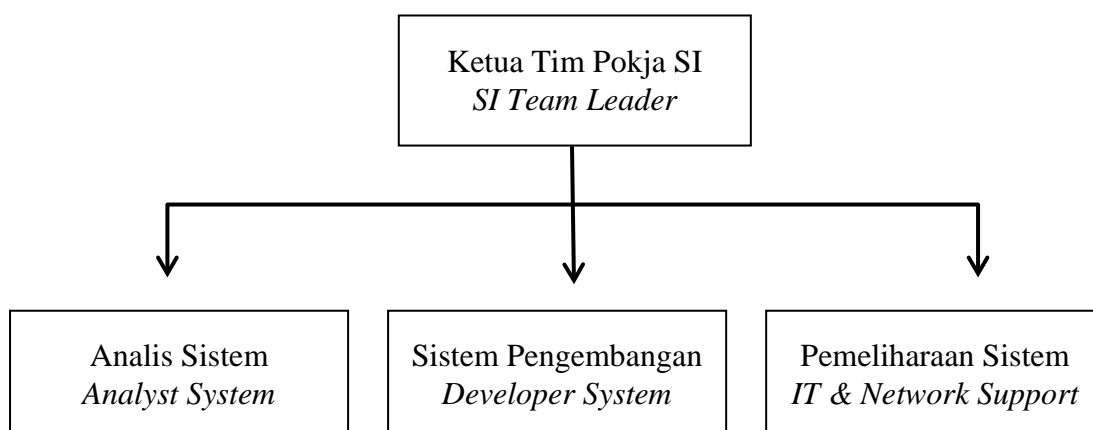 Ketua Tim Pokja SI
SI Team Leader
Analis Sistem
Analyst System
Sistem Pengembangan
Developer System
Pemeliharaan Sistem
IT & Network Support